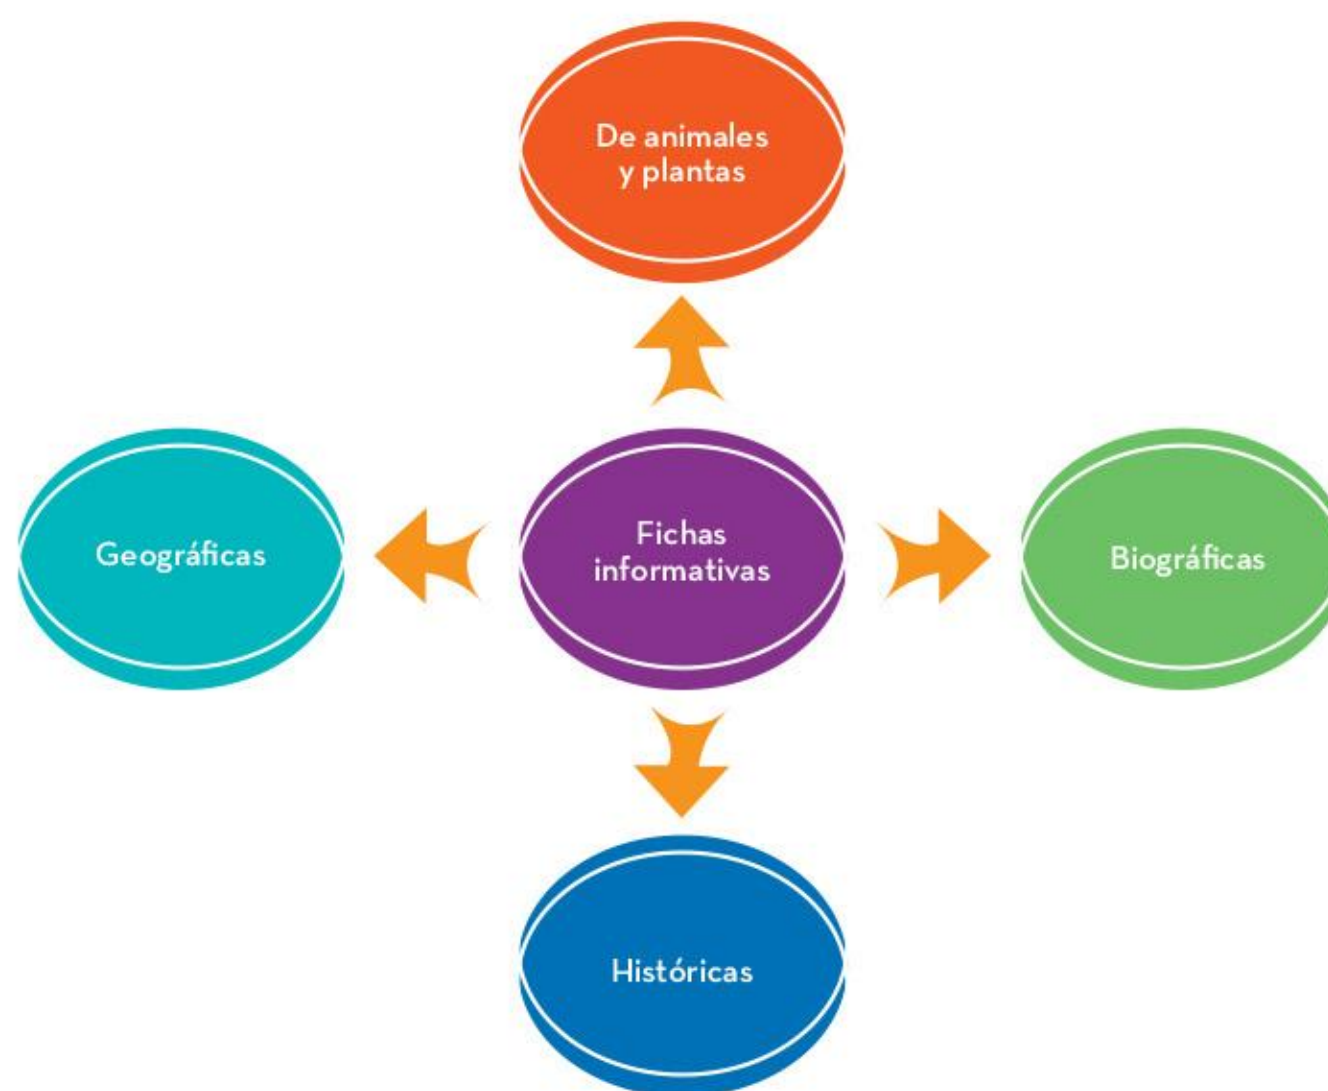 De animales
y plantas
Geográficas
Fichas
informativas
Biográficas
Históricas